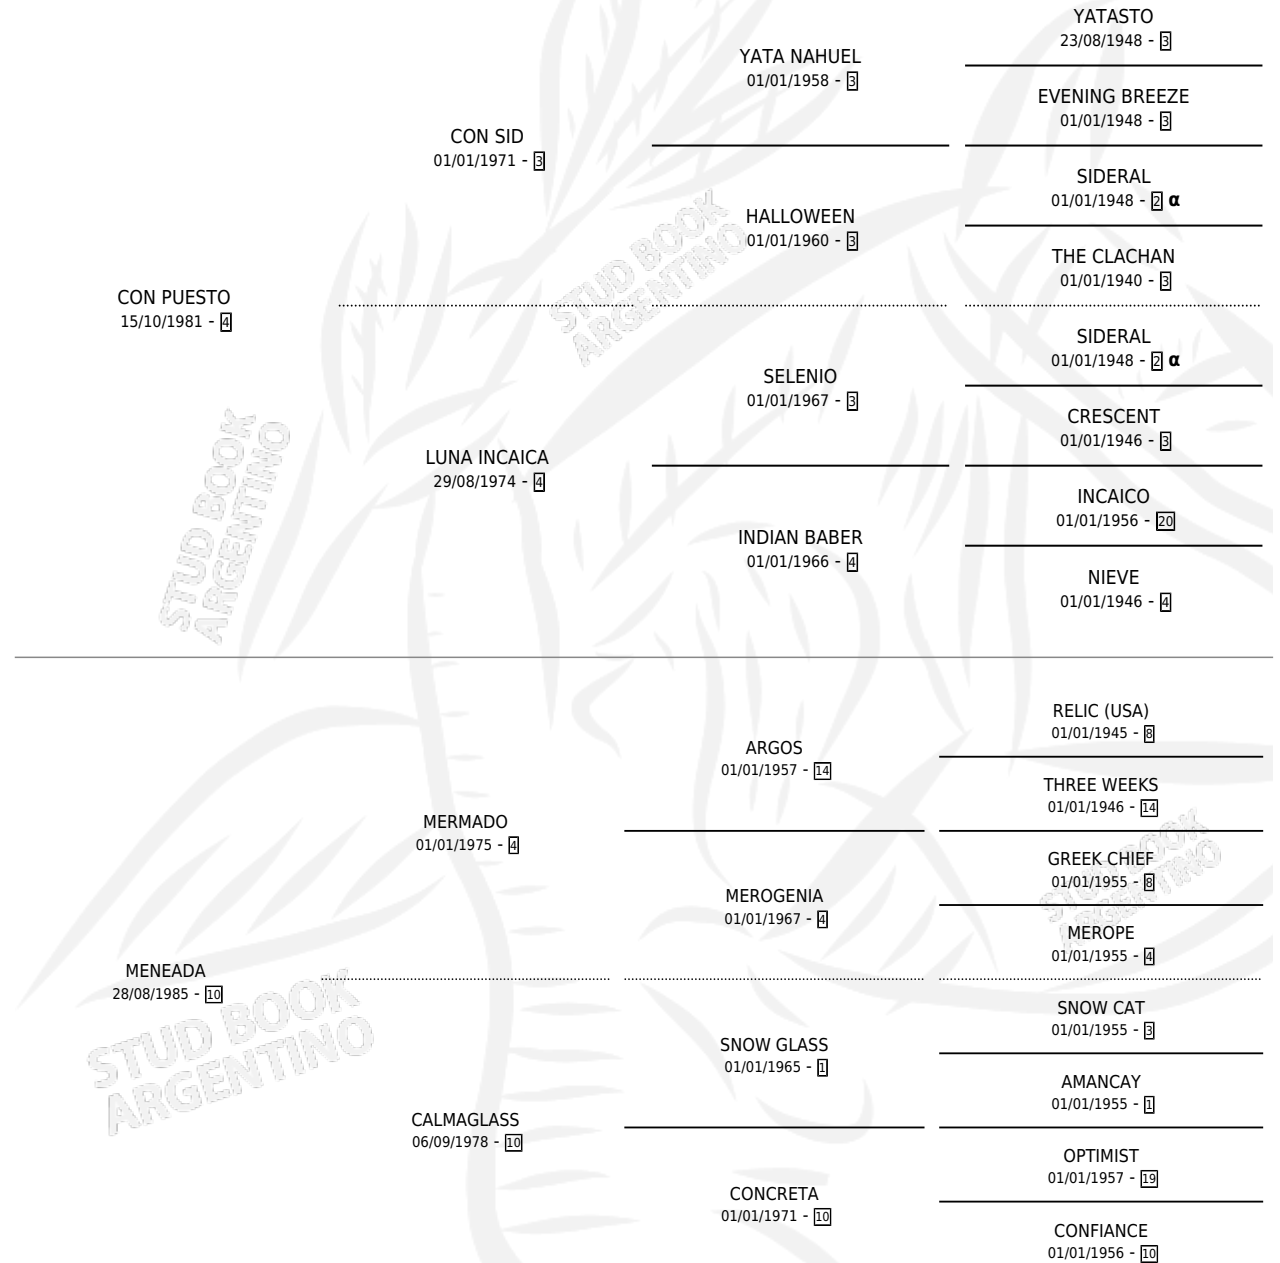 YATASTO
23/08/1948 - 3
YATA NAHUEL
01/01/1958 - 3
EVENING BREEZE
01/01/1948 - 3
CON SID
01/01/1971 - 3
SIDERAL
01/01/1948 - 2 α
HALLOWEEN
01/01/1960 - 3
THE CLACHAN
01/01/1940 - 3
CON PUESTO
15/10/1981 - 4
SIDERAL
01/01/1948 - 2 α
SELENIO
01/01/1967 - 3
CRESCENT
01/01/1946 - 3
LUNA INCAICA
29/08/1974 - 4
INCAICO
01/01/1956 - 20
INDIAN BABER
01/01/1966 - 4
NIEVE
01/01/1946 - 4
RELIC (USA)
01/01/1945 - 8
ARGOS
01/01/1957 - 14
THREE WEEKS
01/01/1946 - 14
MERMADO
01/01/1975 - 4
GREEK CHIEF
01/01/1955 - 8
MEROGENIA
01/01/1967 - 4
MEROPE
01/01/1955 - 4
MENEADA
28/08/1985 - 10
SNOW CAT
01/01/1955 - 3
SNOW GLASS
01/01/1965 - 1
AMANCAY
01/01/1955 - 1
CALMAGLASS
06/09/1978 - 10
OPTIMIST
01/01/1957 - 19
CONCRETA
01/01/1971 - 10
CONFIANCE
01/01/1956 - 10
STUD BOOK
ARGENTINO
STUD BOOK
ARGENTINO
STUD BOOK
ARGENTINO
STUD BOOK
ARGENTINO